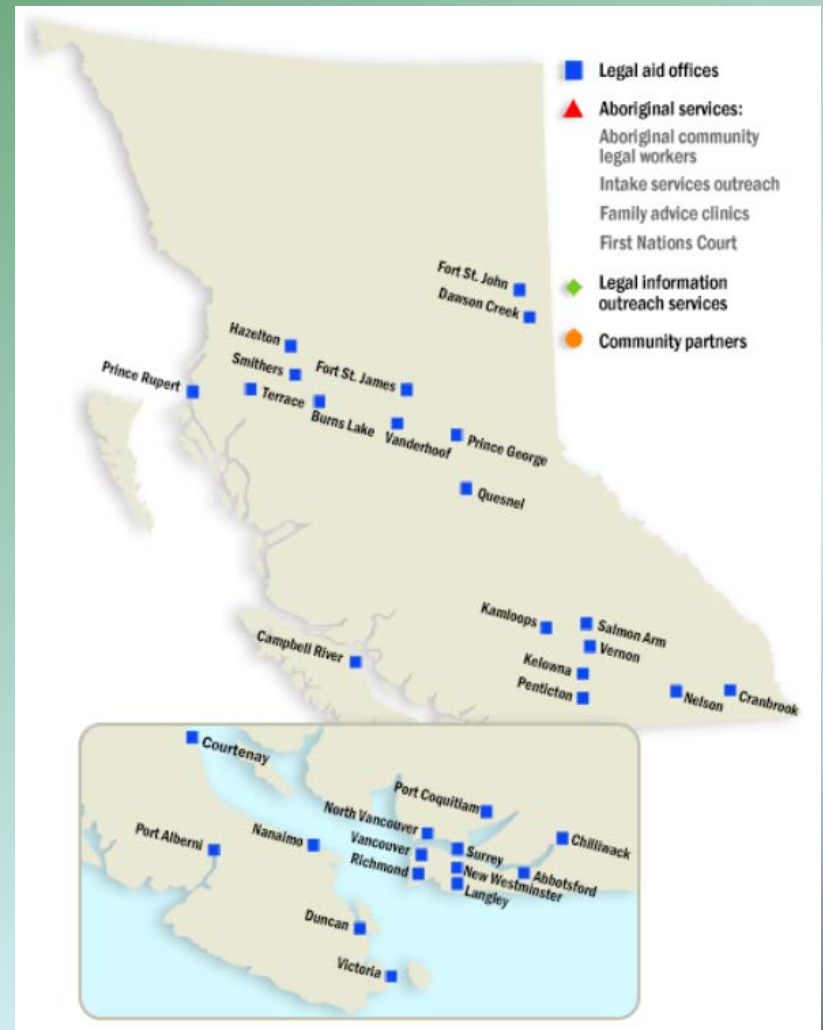 Legal aid offices
Aboriginal services:
Aboriginal community
legal workers
Intake services outreach
Family advice clinics
First Nations Court
Legal information
outreach services
Community partners
Fort St. John
Dawson Creek
Hazelton
Smithers
Fort St. James
Prince Rupert
Terrace
Burns Lake
Vanderhoof
Prince George
Quesnel
Kamloops
Salmon Arm
Vernon
Campbell River
Kelowna
Penticton
Nelson
Cranbrook
Courtenay
Port Coquitlam
North Vancouver
Port Alberni
Nanaimo
Vancouver
Surrey
Chilliwack
Richmond
New Westminster
Abbotsford
Langley
Duncan
Victoria